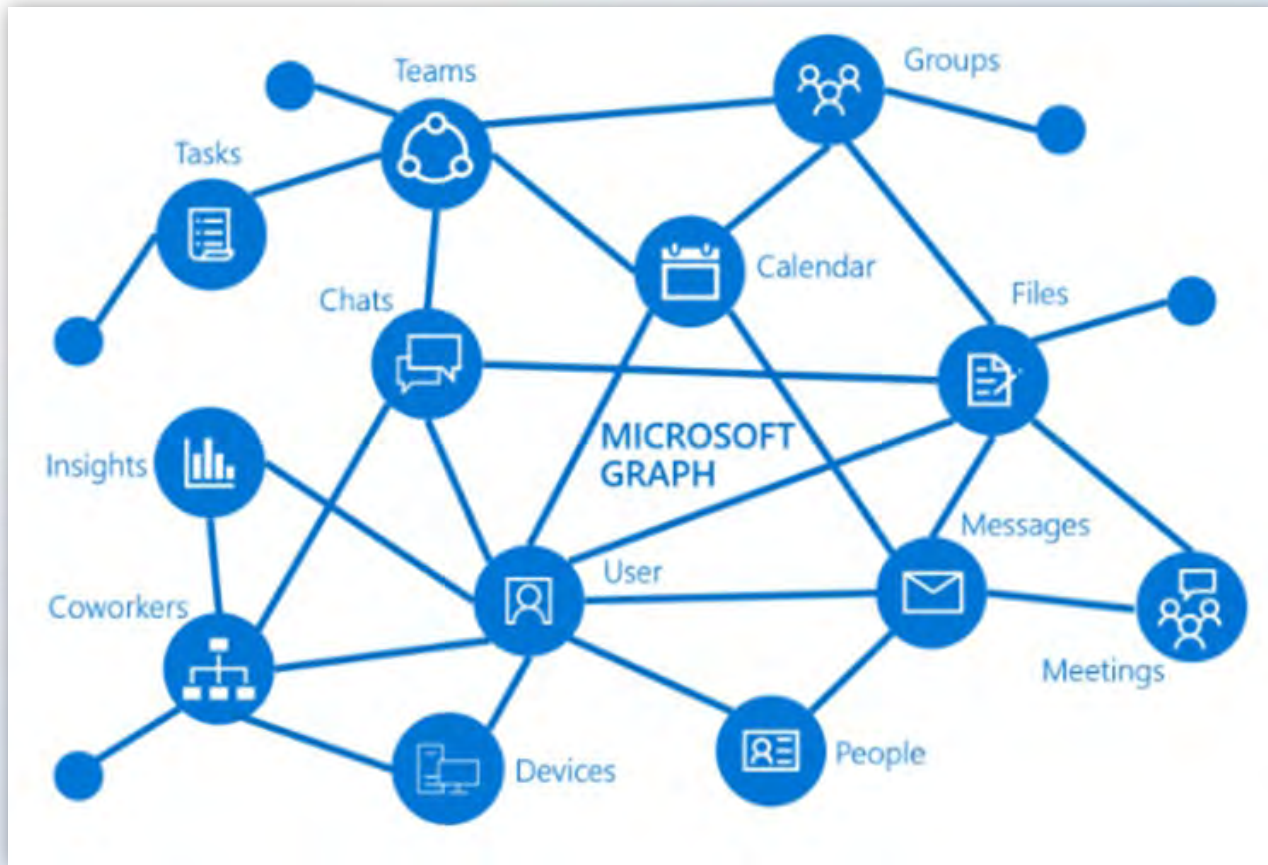 Teams
Groups
Tasks
Calendar
Chats
Files
MICROSOFT
GRAPH
Insights
Messages
User
Coworkers
Meetings
Devices
People